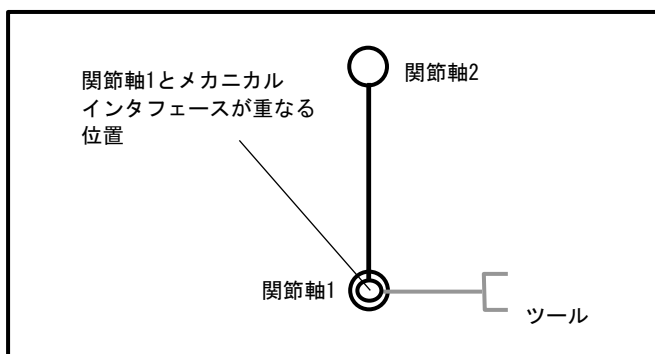 関節軸1とメカニカル
インタフェースが重なる
位置
関節軸2
関節軸1
ツール